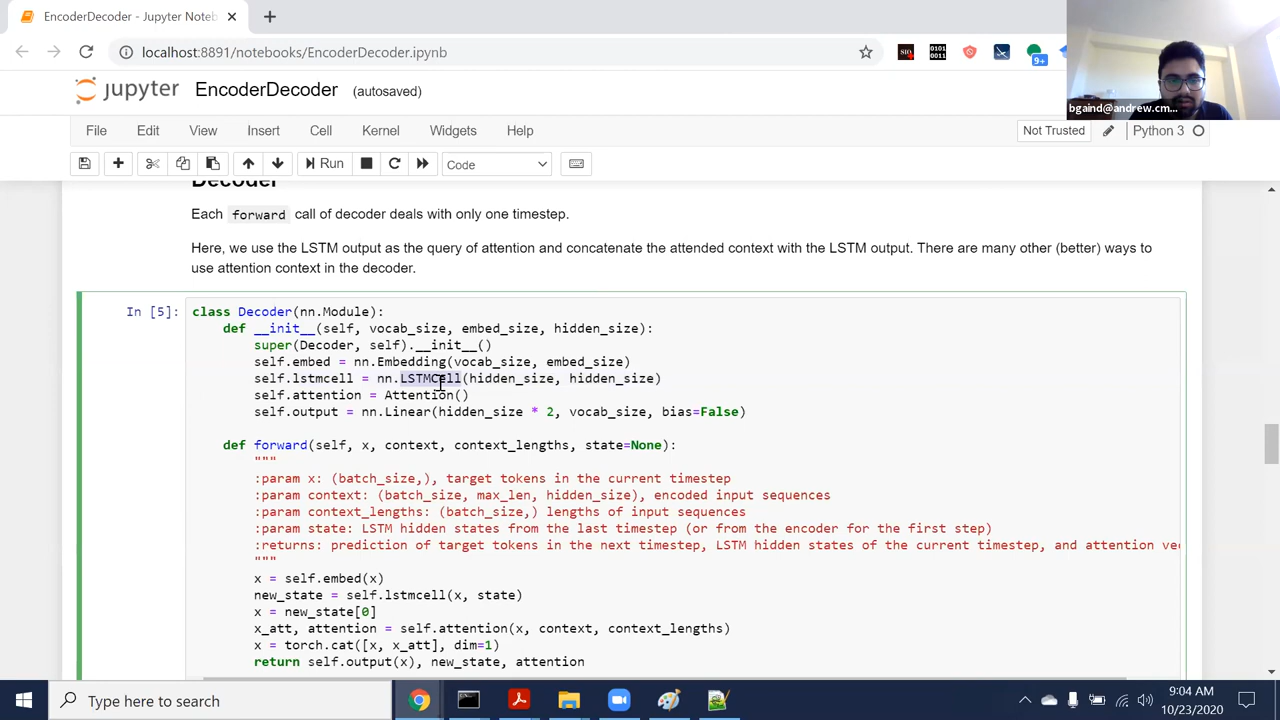 EncoderDecoder - Jupyter Noteb
localhost:8891/notebooks/EncoderDecoder.ipynb
SIO
0101
0011
9+
bgaind@andrew.cm...
jupyter EncoderDecoder (autosaved)
File Edit View Insert Cell Kernel Widgets Help
Not Trusted
Python 3
Run
Code
Decoder
Each forward call of decoder deals with only one timestep.
Here, we use the LSTM output as the query of attention and concatenate the attended context with the LSTM output. There are many other (better) ways to
use attention context in the decoder.
In [5]:
class Decoder(nn.Module):
def __init__(self, vocab_size, embed_size, hidden_size):
super(Decoder, self).__init__()
self.embed = nn.Embedding(vocab_size, embed_size)
self.lstmcell = nn.LSTMCell(hidden_size, hidden_size)
self.attention = Attention()
self.output = nn.Linear(hidden_size * 2, vocab_size, bias=False)
def forward(self, x, context, context_lengths, state=None):
"""
:param x: (batch_size,), target tokens in the current timestep
:param context: (batch_size, max_len, hidden_size), encoded input sequences
:param context_lengths: (batch_size,) lengths of input sequences
:param state: LSTM hidden states from the last timestep (or from the encoder for the first step)
:returns: prediction of target tokens in the next timestep, LSTM hidden states of the current timestep, and attention vec
"""
x = self.embed(x)
new_state = self.lstmcell(x, state)
x = new_state[0]
x_att, attention = self.attention(x, context, context_lengths)
x = torch.cat([x, x_att], dim=1)
return self.output(x), new_state, attention
Type here to search
9:04 AM
10/23/2020